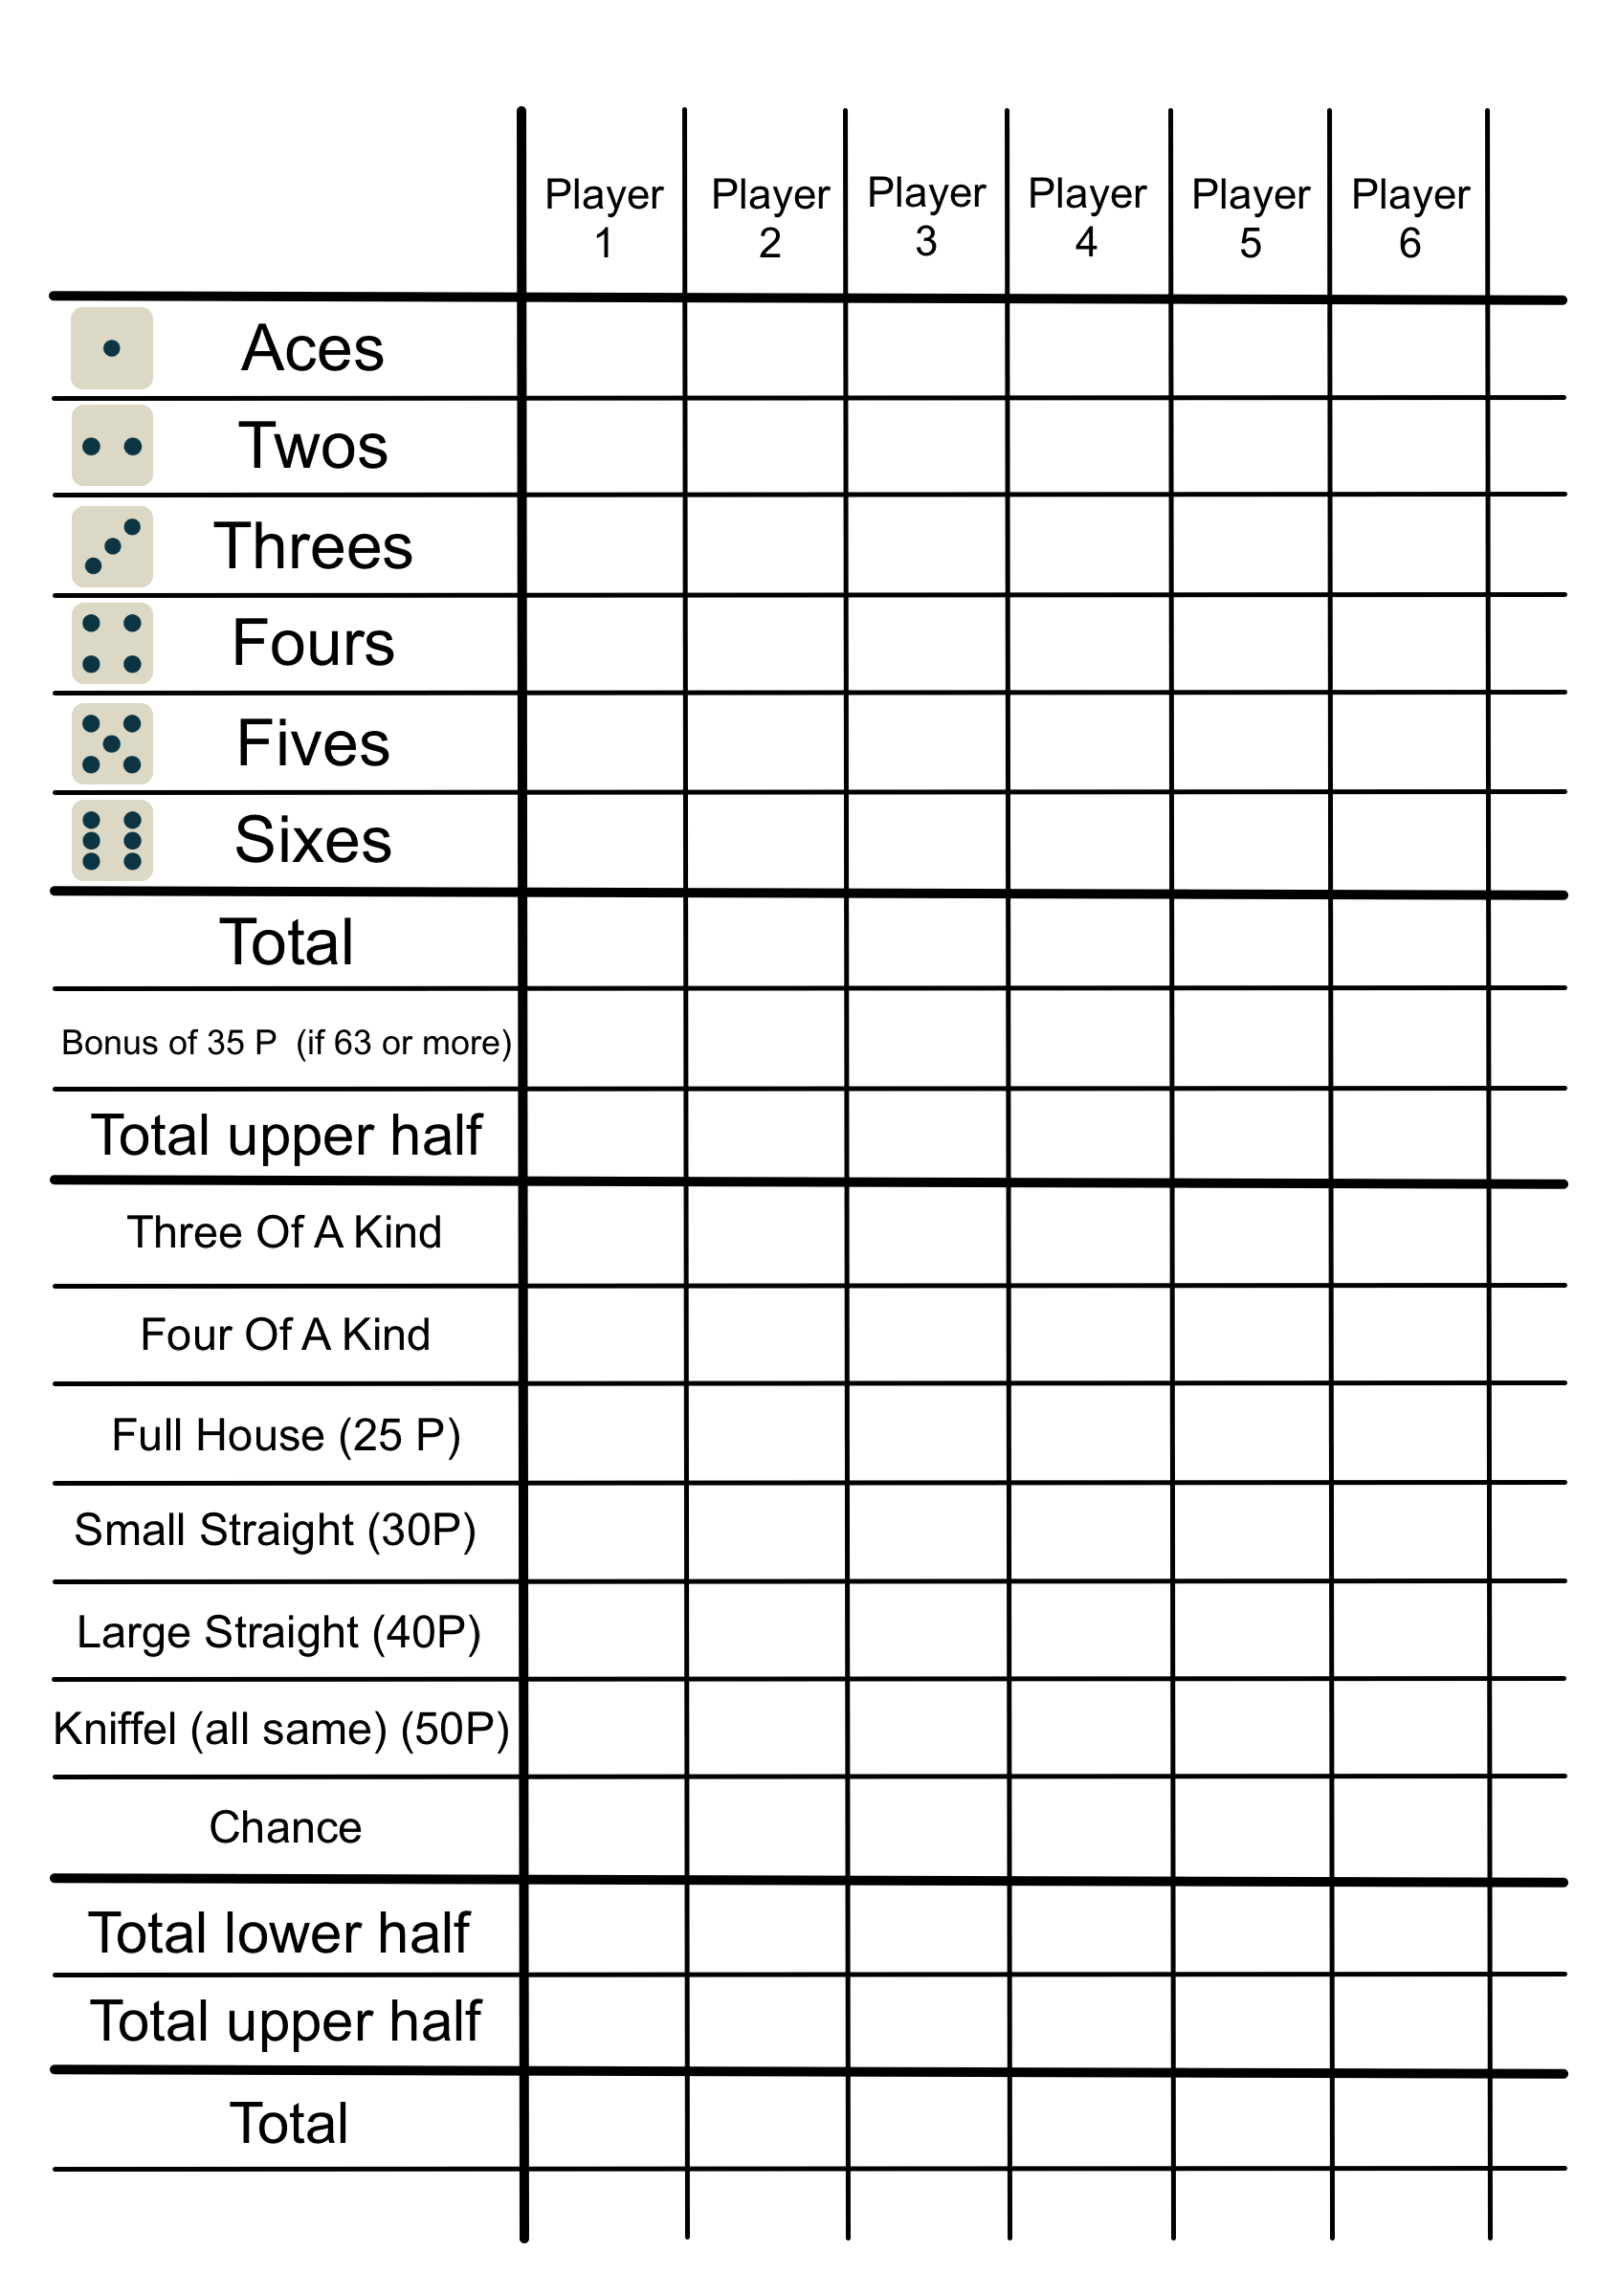 Player Player Player Player Player Player
1 2 3 4 5 6
Aces
Twos
Threes
Fours
Fives
Sixes
Total
Bonus of 35 P (if 63 or more)
Total upper half
Three Of A Kind
Four Of A Kind
Full House (25 P)
Small Straight (30P)
Large Straight (40P)
Kniffel (all same) (50P)
Chance
Total lower half
Total upper half
Total